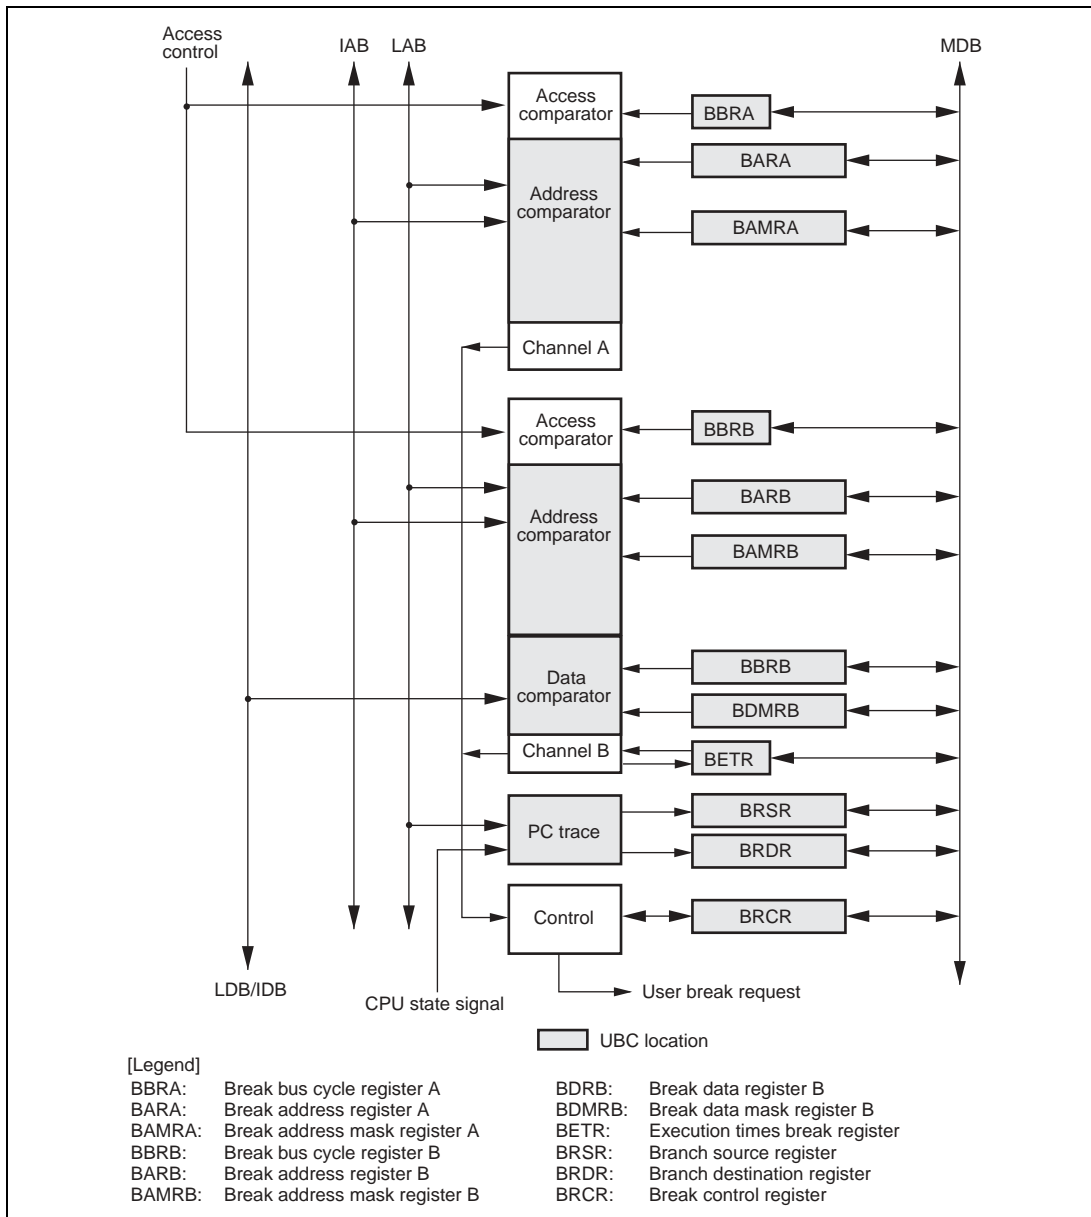 Access
control
IAB
LAB
MDB
Access
comparator
BBRA
BARA
Address
comparator
BAMRA
Channel A
Access
comparator
BBRB
BARB
Address
comparator
BAMRB
BBRB
Data
comparator
BDMRB
Channel B
BETR
BRSR
PC trace
BRDR
Control
BRCR
LDB/IDB
CPU state signal
User break request
UBC location
[Legend]
BBRA: Break bus cycle register A
BARA: Break address register A
BAMRA: Break address mask register A
BBRB: Break bus cycle register B
BARB: Break address register B
BAMRB: Break address mask register B
BDRB: Break data register B
BDMRB: Break data mask register B
BETR: Execution times break register
BRSR: Branch source register
BRDR: Branch destination register
BRCR: Break control register